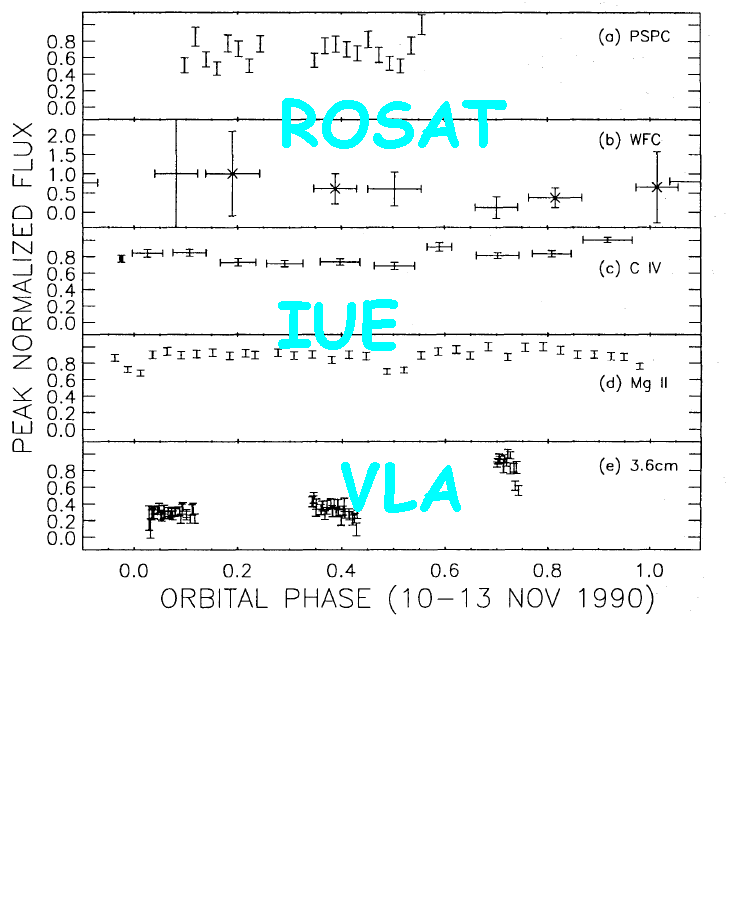 PEAK NORMALIZED FLUX
(a) PSPC
0.8
0.6
0.4
0.2
0.0
ROSAT
(b) WFC
2.0
1.5
1.0
0.5
0.0
(c) C IV
0.8
0.6
0.4
0.2
0.0
IUE
(d) Mg II
0.8
0.6
0.4
0.2
0.0
VLA
(e) 3.6cm
0.8
0.6
0.4
0.2
0.0
0.0 0.2 0.4 0.6 0.8 1.0
ORBITAL PHASE (10-13 NOV 1990)